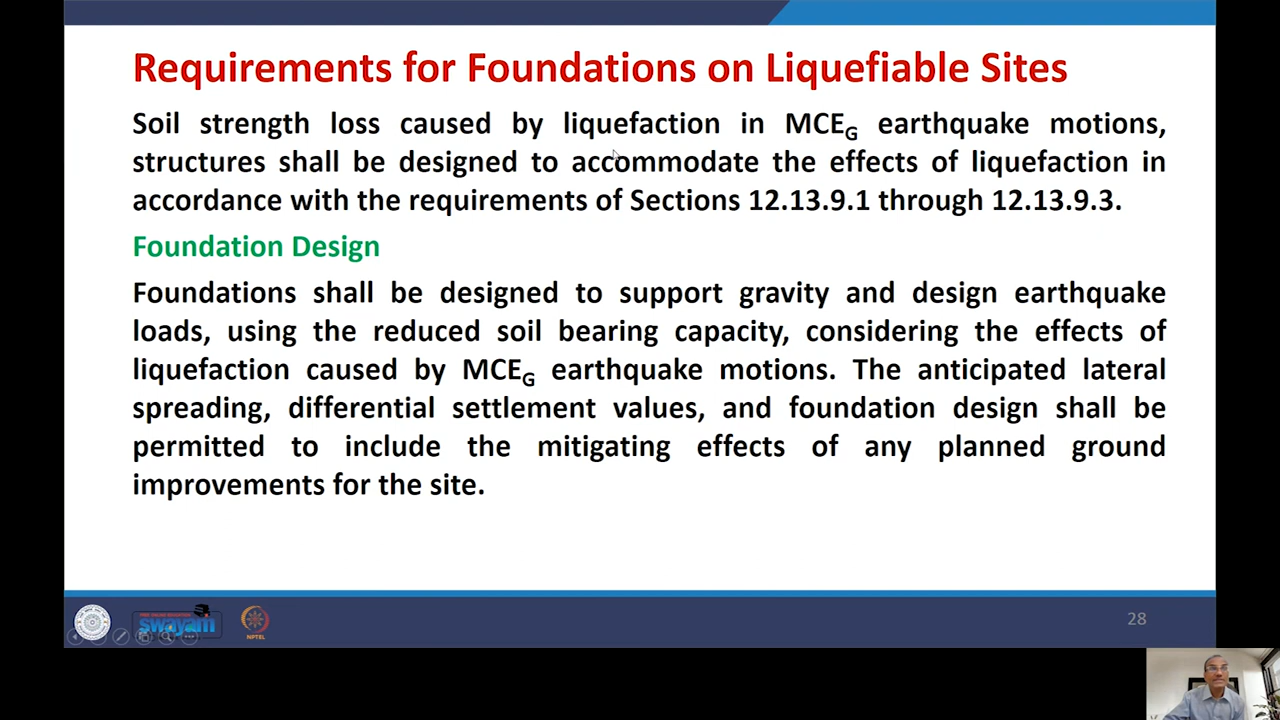 Requirements for Foundations on Liquefiable Sites
Soil strength loss caused by liquefaction in MCEG earthquake motions,
structures shall be designed to accommodate the effects of liquefaction in
accordance with the requirements of Sections 12.13.9.1 through 12.13.9.3.
Foundation Design
Foundations shall be designed to support gravity and design earthquake
loads, using the reduced soil bearing capacity, considering the effects of
liquefaction caused by MCEG earthquake motions. The anticipated lateral
spreading, differential settlement values, and foundation design shall be
permitted to include the mitigating effects of any planned ground
improvements for the site.
swayam
NPTEL
28